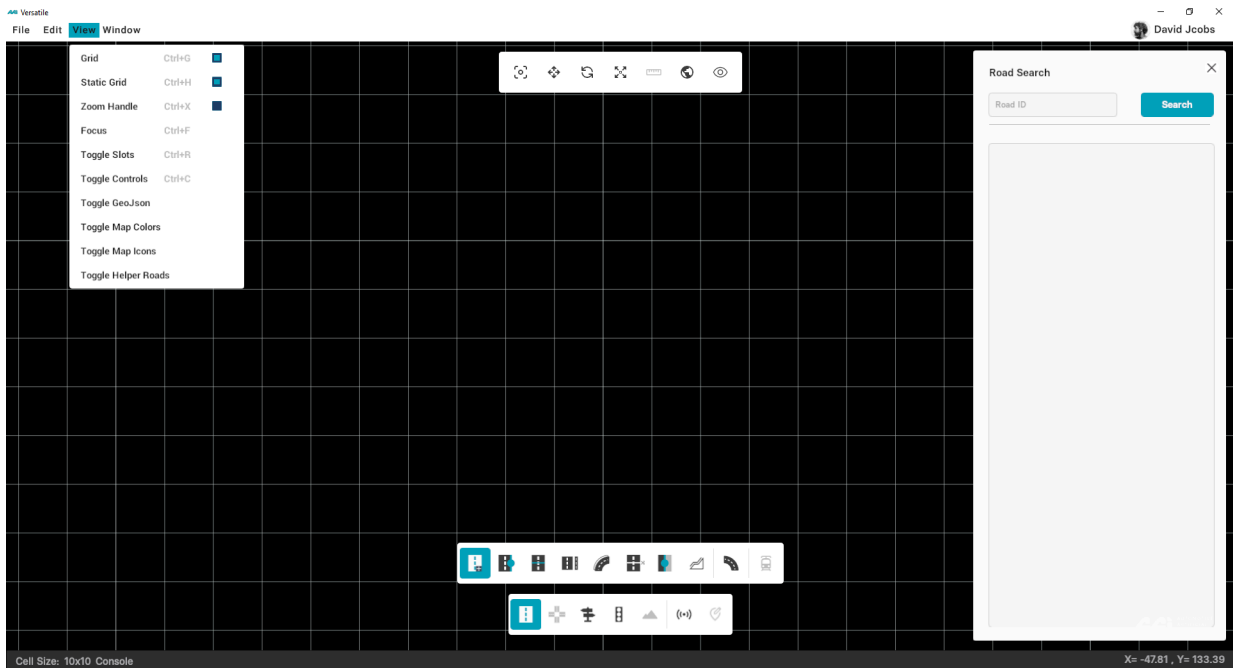 Versatile
File Edit View Window
David Jcobs
Grid Ctrl+G
Static Grid Ctrl+H
Zoom Handle Ctrl+X
Focus Ctrl+F
Toggle Slots Ctrl+R
Toggle Controls Ctrl+C
Toggle GeoJson
Toggle Map Colors
Toggle Map Icons
Toggle Helper Roads
Road Search
Road ID Search
Cell Size: 10x10 Console
X= -47.81 , Y= 133.39